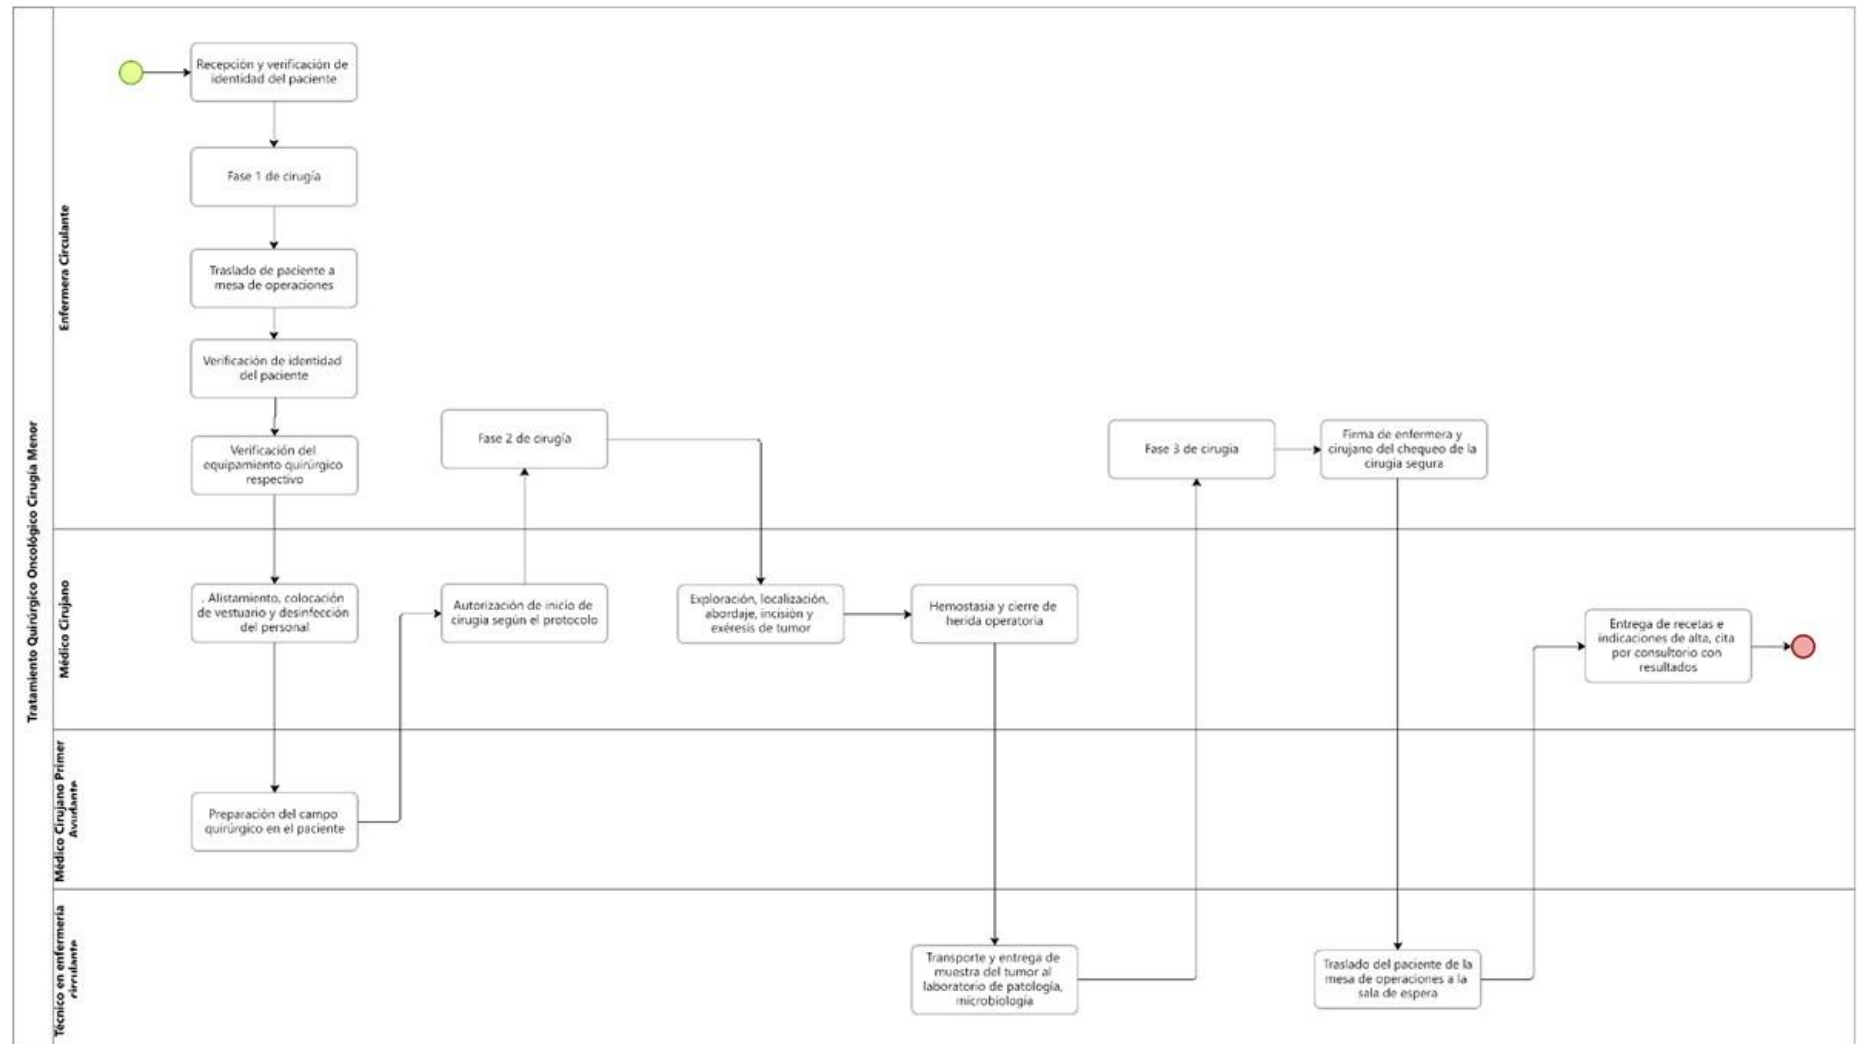 Tratamiento Quirúrgico Oncológico Cirugía Menor
Enfermera Circulante
Recepción y verificación de
identidad del paciente
Fase 1 de cirugía
Traslado de paciente a
mesa de operaciones
Verificación de identidad
del paciente
Verificación del
equipamiento quirúrgico
respectivo
Fase 2 de cirugía
Fase 3 de cirugía
Firma de enfermera y
cirujano del chequeo de la
cirugía segura
Médico Cirujano
. Alistamiento, colocación
de vestuario y desinfección
del personal
Autorización de inicio de
cirugía según el protocolo
Exploración, localización,
abordaje, incisión y
exéresis de tumor
Hemostasia y cierre de
herida operatoria
Entrega de recetas e
indicaciones de alta, cita
por consultorio con
resultados
Médico Cirujano Primer
Ayudante
Preparación del campo
quirúrgico en el paciente
Técnico en enfermería
circulante
Transporte y entrega de
muestra del tumor al
laboratorio de patología,
microbiología
Traslado del paciente de la
mesa de operaciones a la
sala de espera